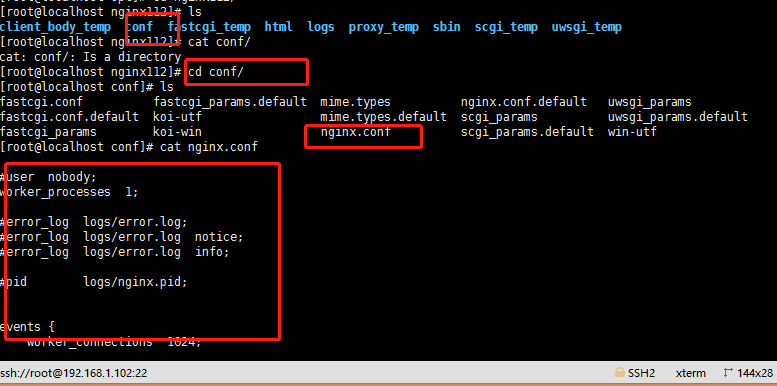 [root@localhost nginx112]# ls
client_body_temp  conf  fastcgi_temp  html  logs  proxy_temp  sbin  scgi_temp  uwsgi_temp
[root@localhost nginx112]# cat conf/
cat: conf/: Is a directory
[root@localhost nginx112]# cd conf/
[root@localhost conf]# ls
fastcgi.conf          fastcgi_params.default  mime.types          nginx.conf.default   uwsgi_params
fastcgi.conf.default  koi-utf                 mime.types.default  scgi_params          uwsgi_params.default
fastcgi_params        koi-win                 nginx.conf          scgi_params.default  win-utf
[root@localhost conf]# cat nginx.conf
#user  nobody;
worker_processes  1;
#error_log  logs/error.log;
#error_log  logs/error.log  notice;
#error_log  logs/error.log  info;
#pid        logs/nginx.pid;
events {
    worker_connections  1024;
ssh://root@192.168.1.102:22  SSH2  xterm  144x28